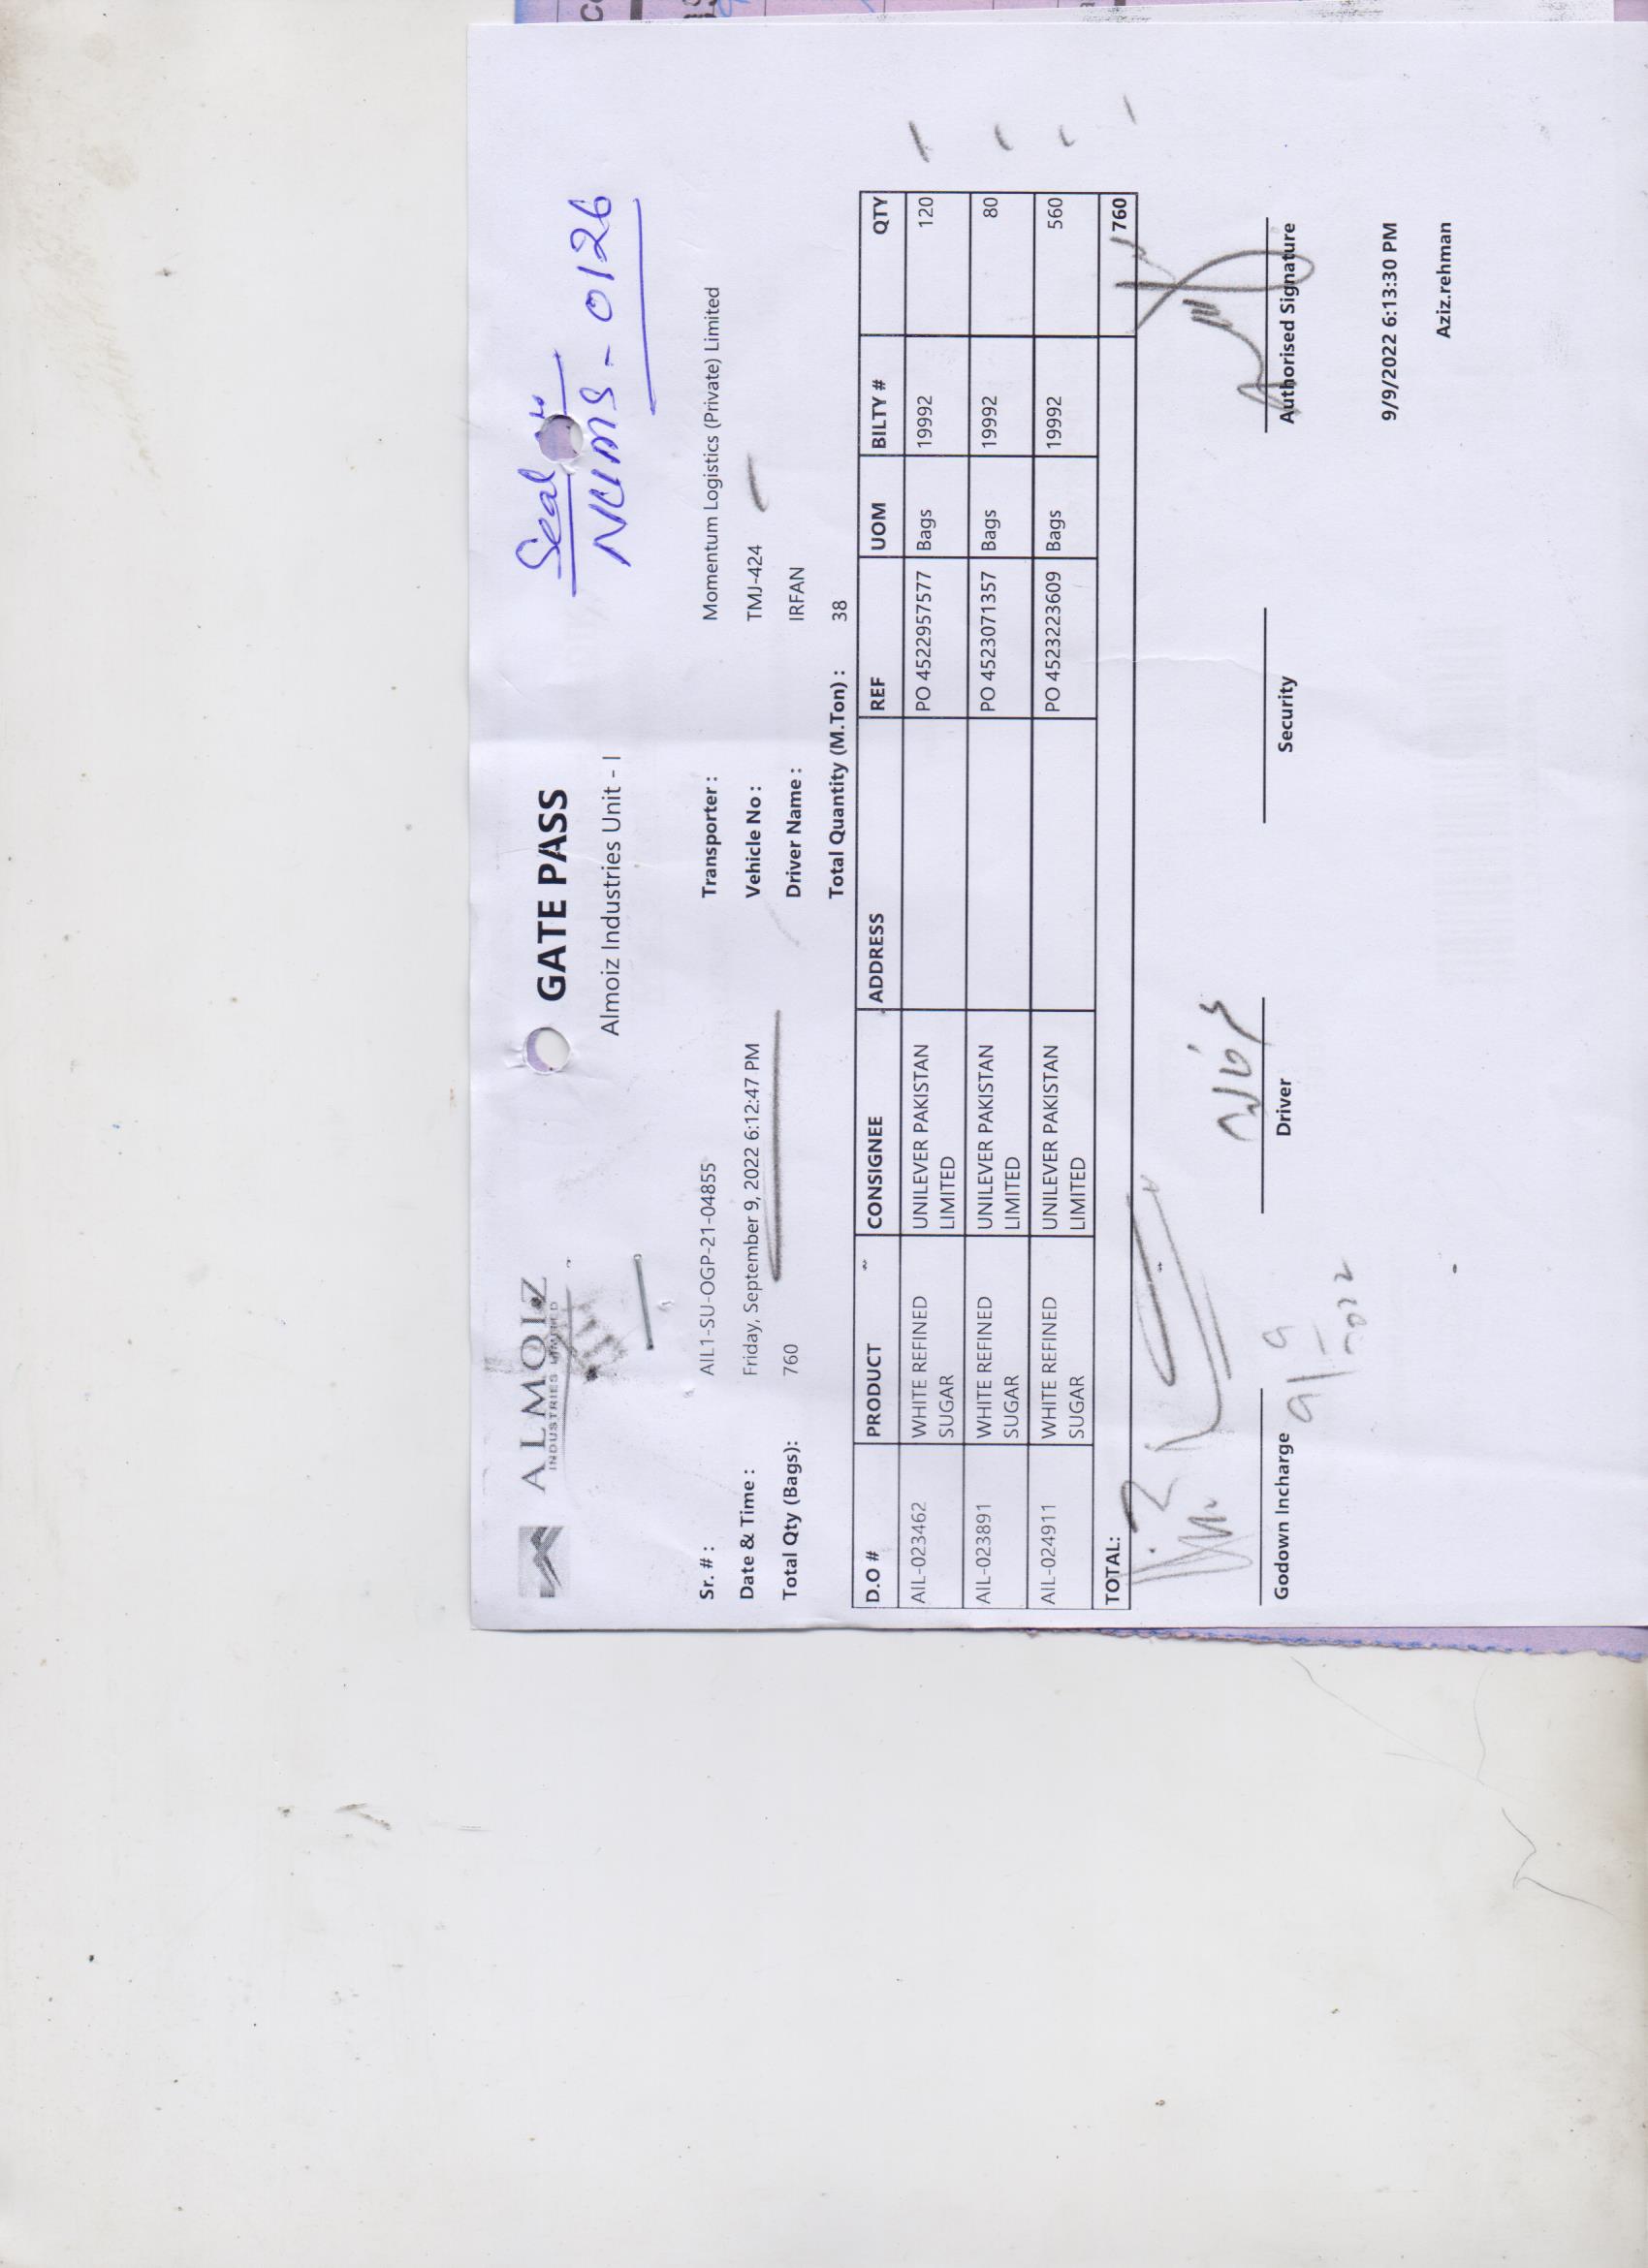 ALMOIZ
INDUSTRIES LIMITED
GATE PASS
Almoiz Industries Unit - I
Seal
NUMS-0126
Sr. # : AIL1-SU-OGP-21-04855 Transporter : Momentum Logistics (Private) Limited
Date & Time : Friday, September 9, 2022 6:12:47 PM Vehicle No : TMJ-424
Total Qty (Bags): 760 Driver Name : IRFAN
Total Quantity (M.Ton) : 38
D.O # PRODUCT CONSIGNEE ADDRESS REF UOM BILTY # QTY
AIL-023462 WHITE REFINED SUGAR UNILEVER PAKISTAN LIMITED PO 4522957577 Bags 19992 120
AIL-023891 WHITE REFINED SUGAR UNILEVER PAKISTAN LIMITED PO 4523071357 Bags 19992 80
AIL-024911 WHITE REFINED SUGAR UNILEVER PAKISTAN LIMITED PO 4523223609 Bags 19992 560
TOTAL: 760
Godown Incharge Driver Security Authorised Signature
9/9/2022
9/9/2022 6:13:30 PM
Aziz.rehman